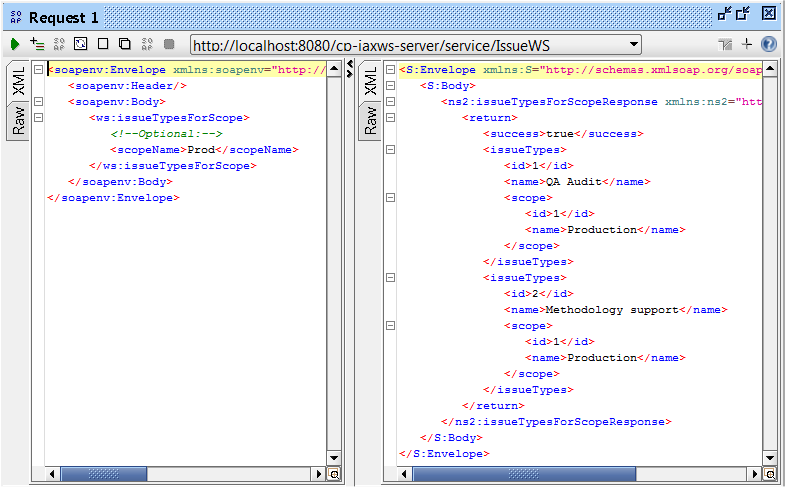 SO AP Request 1
http://localhost:8080/cp-jaxws-server/service/IssueWS
XML
Raw
<soapenv:Envelope xmlns:soapenv="http://
<soapenv:Header/>
<soapenv:Body>
<ws:issueTypesForScope>
<!--Optional:-->
<scopeName>Prod</scopeName>
</ws:issueTypesForScope>
</soapenv:Body>
</soapenv:Envelope>
XML
Raw
<S:Envelope xmlns:S="http://schemas.xmlsoap.org/soap
<S:Body>
<ns2:issueTypesForScopeResponse xmlns:ns2="htt
<return>
<success>true</success>
<issueTypes>
<id>1</id>
<name>QA Audit</name>
<scope>
<id>1</id>
<name>Production</name>
</scope>
</issueTypes>
<issueTypes>
<id>2</id>
<name>Methodology support</name>
<scope>
<id>1</id>
<name>Production</name>
</scope>
</issueTypes>
</return>
</ns2:issueTypesForScopeResponse>
</S:Body>
</S:Envelope>